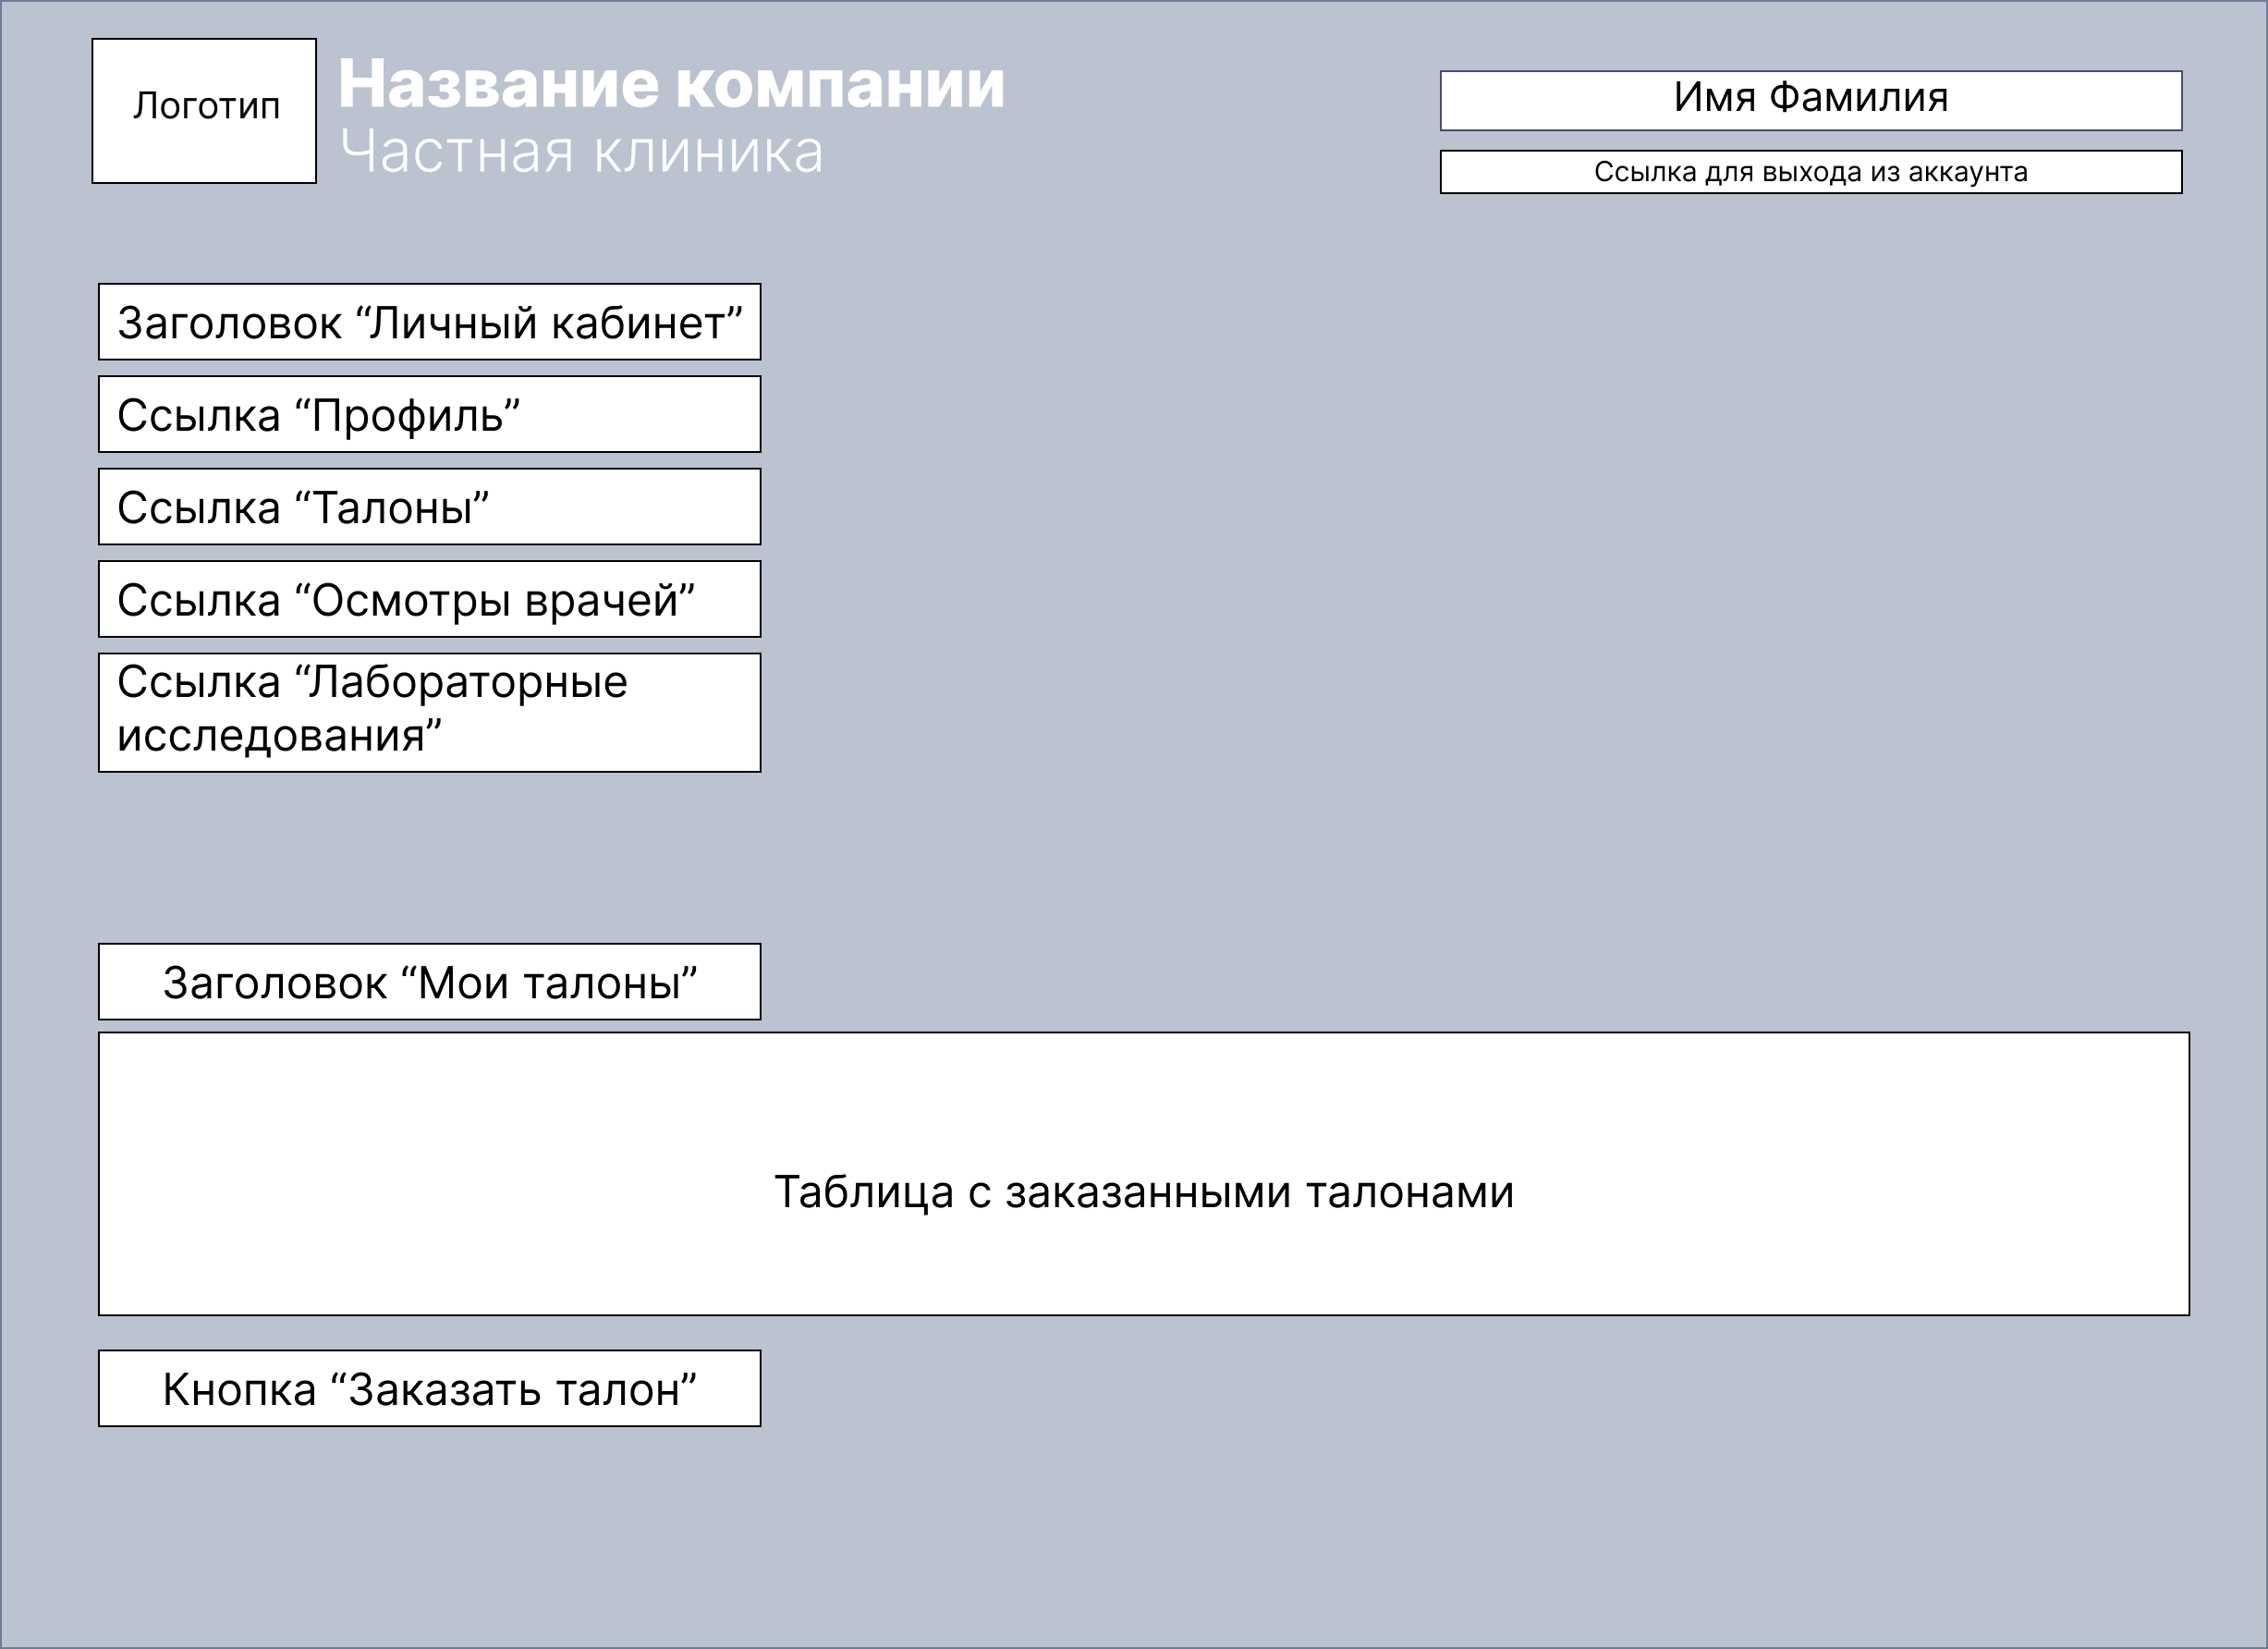 Логотип
Название компании
Частная клиника
Имя Фамилия
Ссылка для выхода из аккаунта
Заголовок “Личный кабинет”
Ссылка “Профиль”
Ссылка “Талоны”
Ссылка “Осмотры врачей”
Ссылка “Лабораторные
исследования”
Заголовок “Мои талоны”
Таблица с заказанными талонами
Кнопка “Заказать талон”